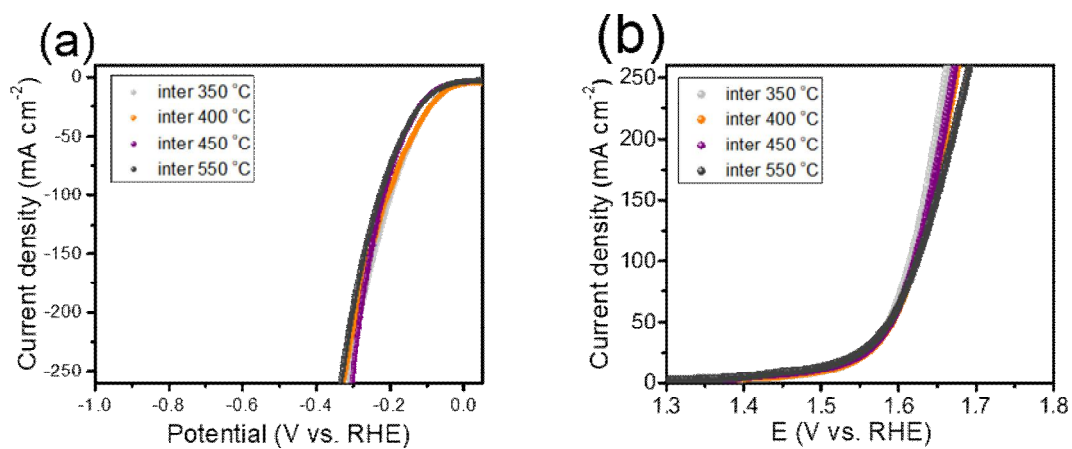 (a)
Current density (mA cm-2)
0
-50
-100
-150
-200
-250
inter 350 °C
inter 400 °C
inter 450 °C
inter 550 °C
-1.0 -0.8 -0.6 -0.4 -0.2 0.0
Potential (V vs. RHE)
(b)
Current density (mA cm-2)
250
200
150
100
50
0
inter 350 °C
inter 400 °C
inter 450 °C
inter 550 °C
1.3 1.4 1.5 1.6 1.7 1.8
E (V vs. RHE)